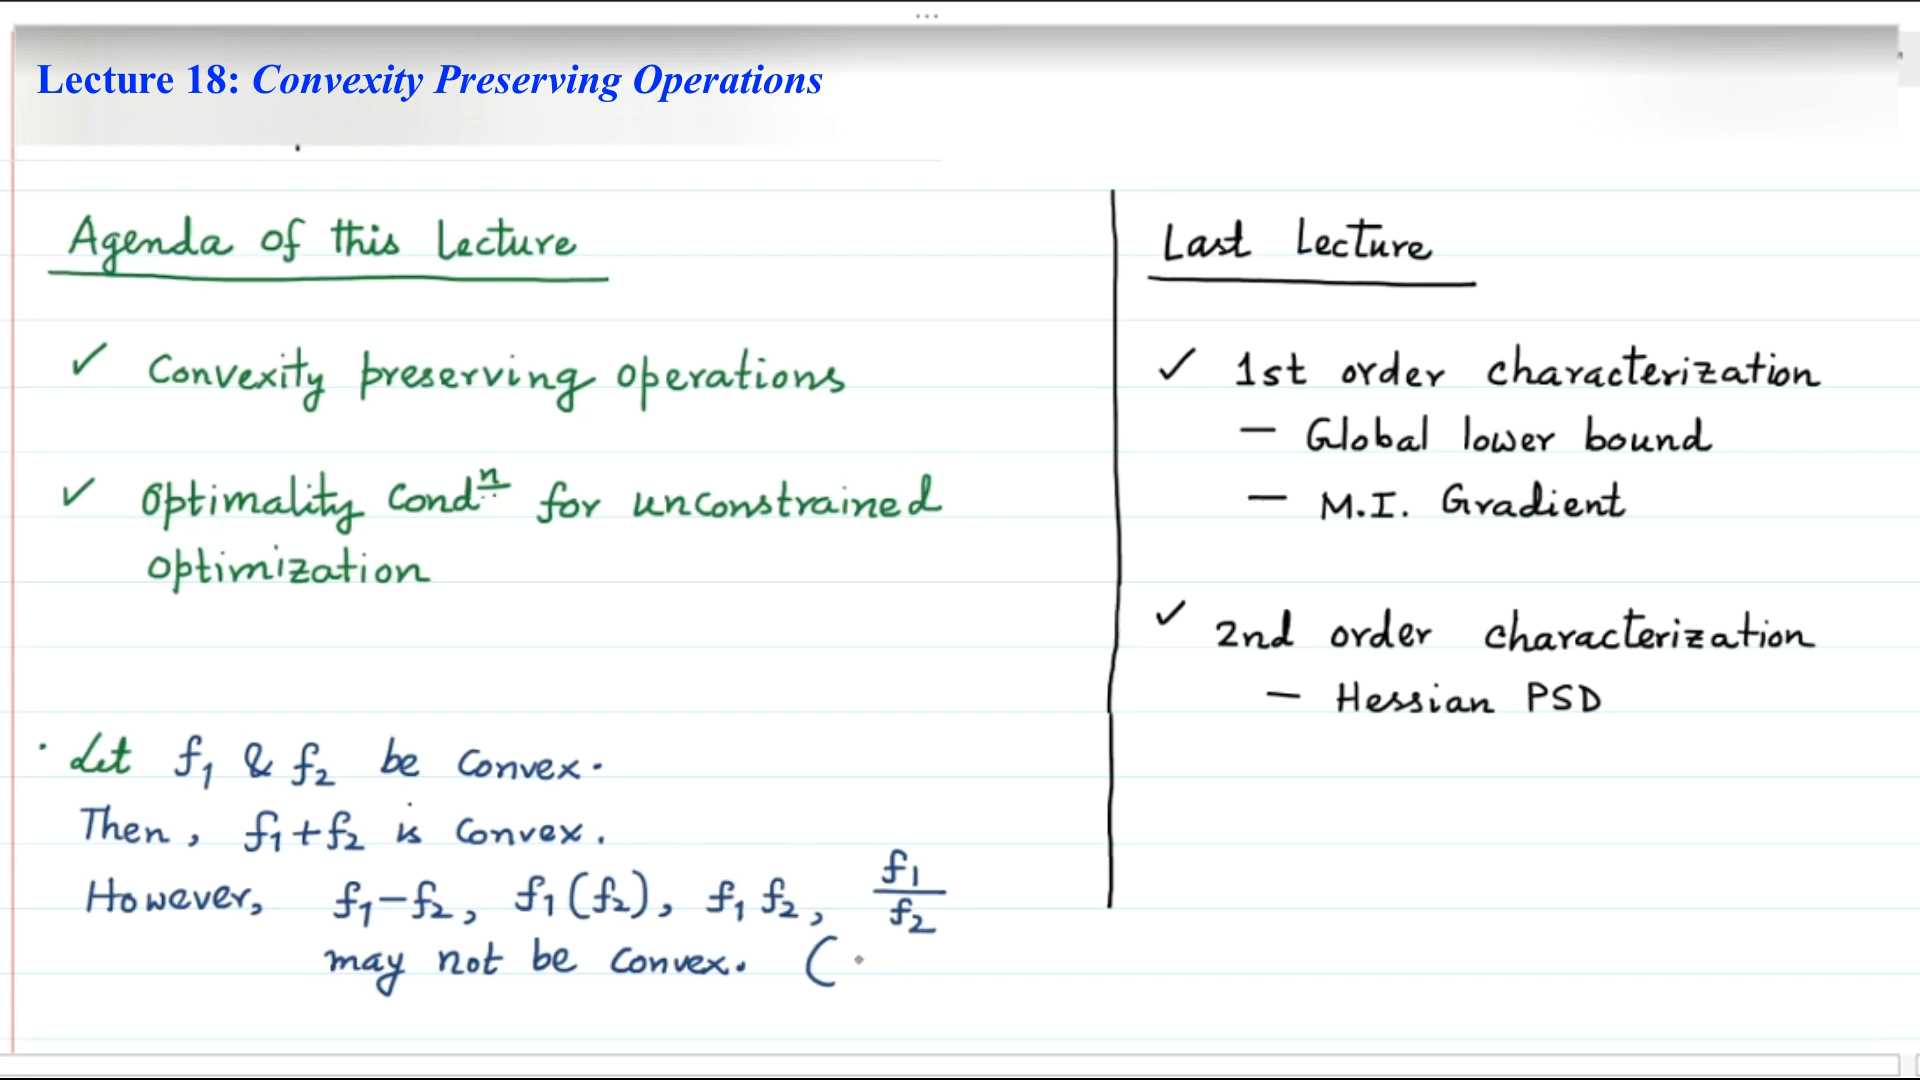 Lecture 18: Convexity Preserving Operations
Agenda of this Lecture
✓ Convexity preserving operations
✓ Optimality Condⁿ for unconstrained
optimization
Last Lecture
✓ 1st order characterization
— Global lower bound
— M.I. Gradient
✓ 2nd order characterization
— Hessian PSD
· Let f₁ & f₂ be convex.
Then, f₁+f₂ is convex.
However, f₁-f₂, f₁(f₂), f₁ f₂, f₁/f₂
may not be convex. (